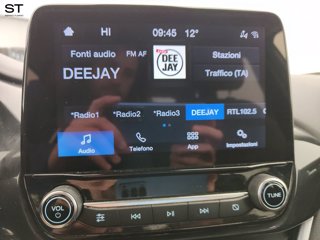 ST
HI 09:45 12°
Fonti audio FM AF Stazioni
DEEJAY DEE JAY Traffico (TA)
*Radio1 *Radio2 *Radio3 DEEJAY RTL102.5
Audio Telefono App Impostazioni
VOL TUNE